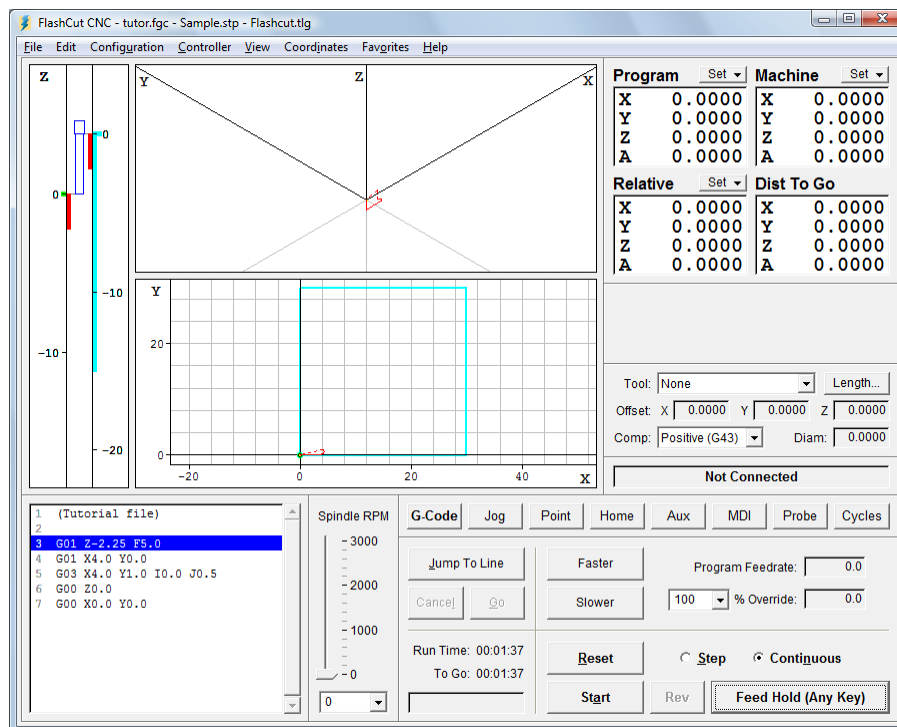 FlashCut CNC - tutor.fgc - Sample.stp - Flashcut.tlg
File Edit Configuration Controller View Coordinates Favorites Help
Z
0
-10
0
-10
-20
Y Z X
Y
20
0
-20 0 20 40
X
Program Set Machine Set
X 0.0000 X 0.0000
Y 0.0000 Y 0.0000
Z 0.0000 Z 0.0000
A 0.0000 A 0.0000
Relative Set Dist To Go
X 0.0000 X 0.0000
Y 0.0000 Y 0.0000
Z 0.0000 Z 0.0000
A 0.0000 A 0.0000
Tool: None Length...
Offset: X 0.0000 Y 0.0000 Z 0.0000
Comp: Positive (G43) Diam: 0.0000
Not Connected
1 (Tutorial file)
2
3 G01 Z-2.25 F5.0
4 G01 X4.0 Y0.0
5 G03 X4.0 Y1.0 I0.0 J0.5
6 G00 Z0.0
7 G00 X0.0 Y0.0
Spindle RPM
3000
2000
1000
0
0
G-Code Jog Point Home Aux MDI Probe Cycles
Jump To Line Faster Program Feedrate: 0.0
Cancel Go Slower 100 % Override: 0.0
Run Time: 00:01:37 Reset Step Continuous
To Go: 00:01:37
Start Rev Feed Hold (Any Key)